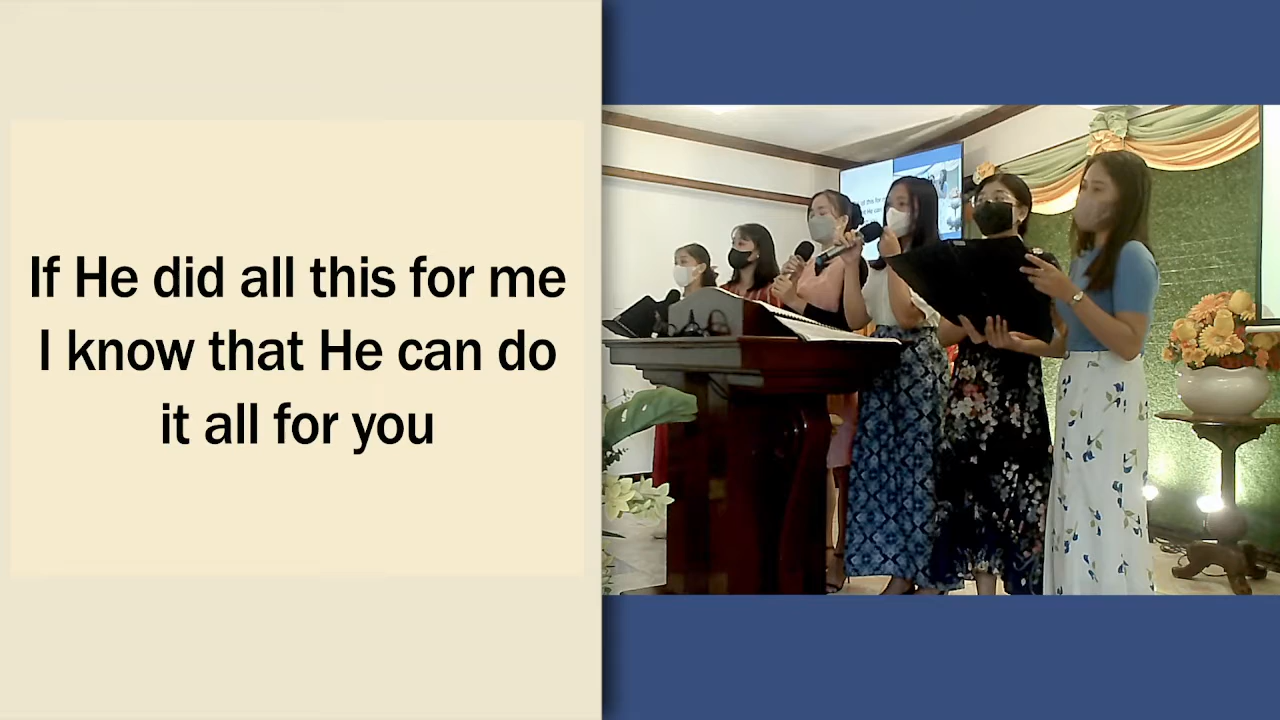 If He did all this for me
I know that He can do
it all for you